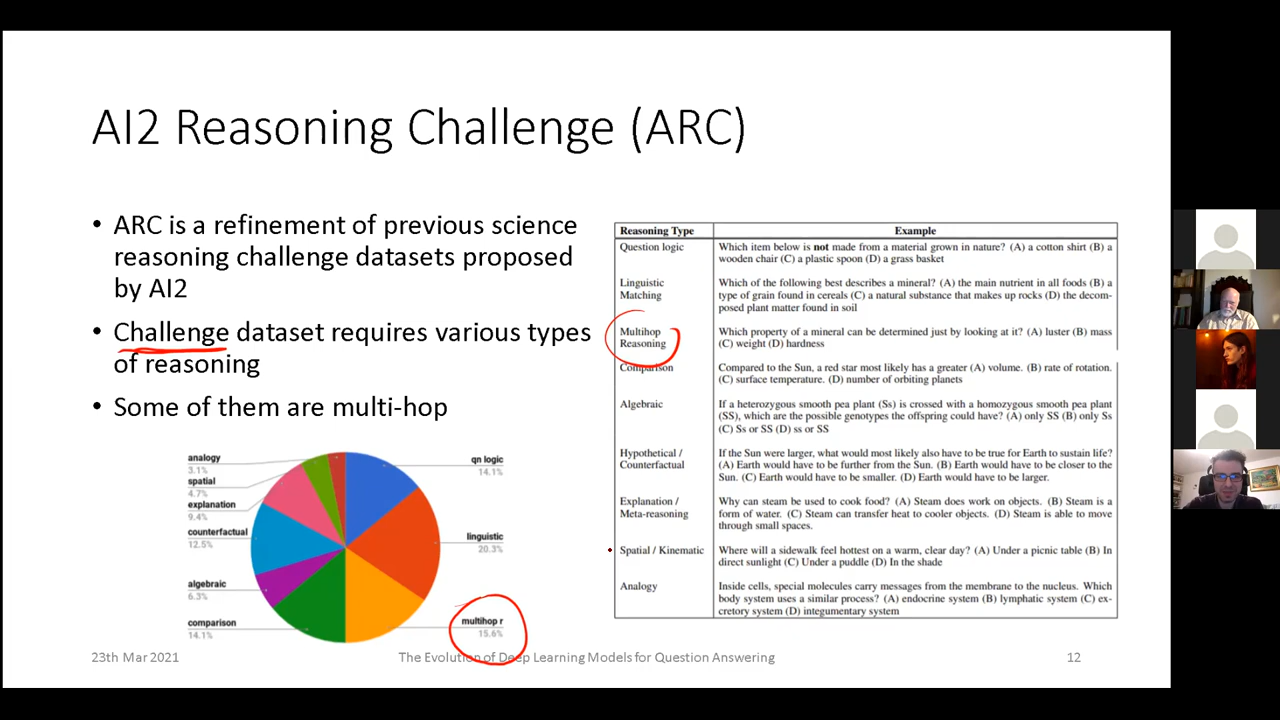 AI2 Reasoning Challenge (ARC)
• ARC is a refinement of previous science
reasoning challenge datasets proposed
by AI2
• Challenge dataset requires various types
of reasoning
• Some of them are multi-hop
analogy
3.1%
spatial
4.7%
explanation
9.4%
counterfactual
12.5%
algebraic
6.3%
comparison
14.1%
qn logic
14.1%
linguistic
20.3%
multihop r
15.6%
Reasoning Type Example
Question logic Which item below is not made from a material grown in nature? (A) a cotton shirt (B) a
wooden chair (C) a plastic spoon (D) a grass basket
Linguistic Which of the following best describes a mineral? (A) the main nutrient in all foods (B) a
Matching type of grain found in cereals (C) a natural substance that makes up rocks (D) the decom-
posed plant matter found in soil
Multihop Which property of a mineral can be determined just by looking at it? (A) luster (B) mass
Reasoning (C) weight (D) hardness
Comparison Compared to the Sun, a red star most likely has a greater (A) volume. (B) rate of rotation.
(C) surface temperature. (D) number of orbiting planets
Algebraic If a heterozygous smooth pea plant (Ss) is crossed with a homozygous smooth pea plant
(SS), which are the possible genotypes the offspring could have? (A) only SS (B) only Ss
(C) Ss or SS (D) ss or SS
Hypothetical / If the Sun were larger, what would most likely also have to be true for Earth to sustain life?
Counterfactual (A) Earth would have to be further from the Sun. (B) Earth would have to be closer to the
Sun. (C) Earth would have to be smaller. (D) Earth would have to be larger.
Explanation / Why can steam be used to cook food? (A) Steam does work on objects. (B) Steam is a
Meta-reasoning form of water. (C) Steam can transfer heat to cooler objects. (D) Steam is able to move
through small spaces.
Spatial / Kinematic Where will a sidewalk feel hottest on a warm, clear day? (A) Under a picnic table (B) In
direct sunlight (C) Under a puddle (D) In the shade
Analogy Inside cells, special molecules carry messages from the membrane to the nucleus. Which
body system uses a similar process? (A) endocrine system (B) lymphatic system (C) ex-
cretory system (D) integumentary system
23th Mar 2021
The Evolution of Deep Learning Models for Question Answering
12